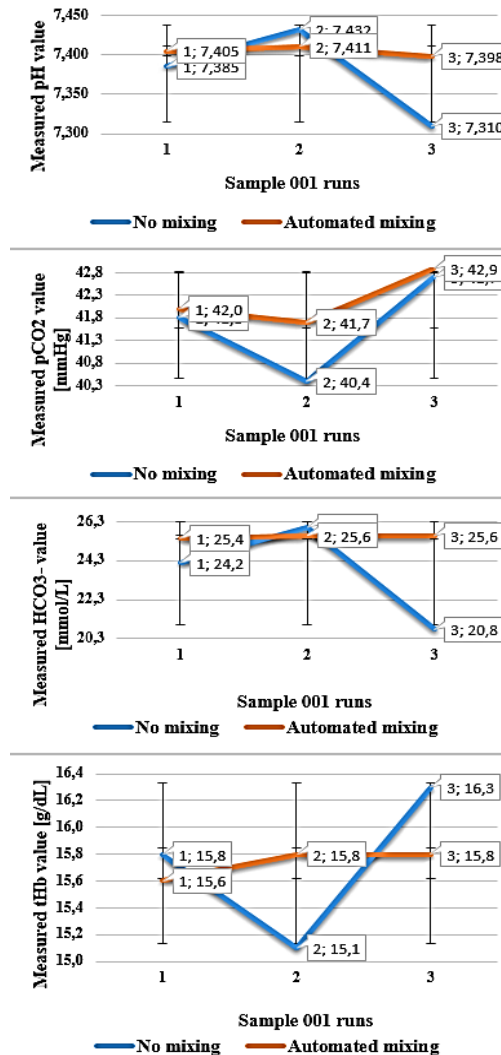 Measured pH value
7,450
7,400
7,350
7,300
1; 7,405
1; 7,385
2; 7,432
2; 7,411
3; 7,398
3; 7,310
1 2 3
Sample 001 runs
No mixing Automated mixing
Measured pCO2 value
[mmHg]
42,8
42,3
41,8
41,3
40,8
40,3
1; 42,0
2; 41,7
2; 40,4
3; 42,9
1 2 3
Sample 001 runs
No mixing Automated mixing
Measured HCO3- value
[mmol/L]
26,3
24,3
22,3
20,3
1; 25,4
1; 24,2
2; 25,6
3; 25,6
3; 20,8
1 2 3
Sample 001 runs
No mixing Automated mixing
Measured tHb value [g/dL]
16,4
16,2
16,0
15,8
15,6
15,4
15,2
15,0
1; 15,8
1; 15,6
2; 15,8
2; 15,1
3; 16,3
3; 15,8
1 2 3
Sample 001 runs
No mixing Automated mixing